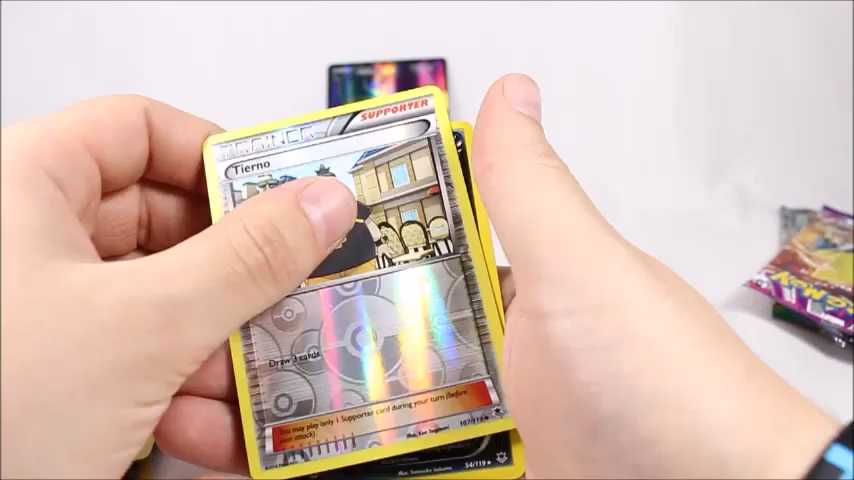 TRAINER
SUPPORTER
Tierno
Draw 3 cards.
You may play only 1 Supporter card during your turn (before
your attack).
107/119
54/119